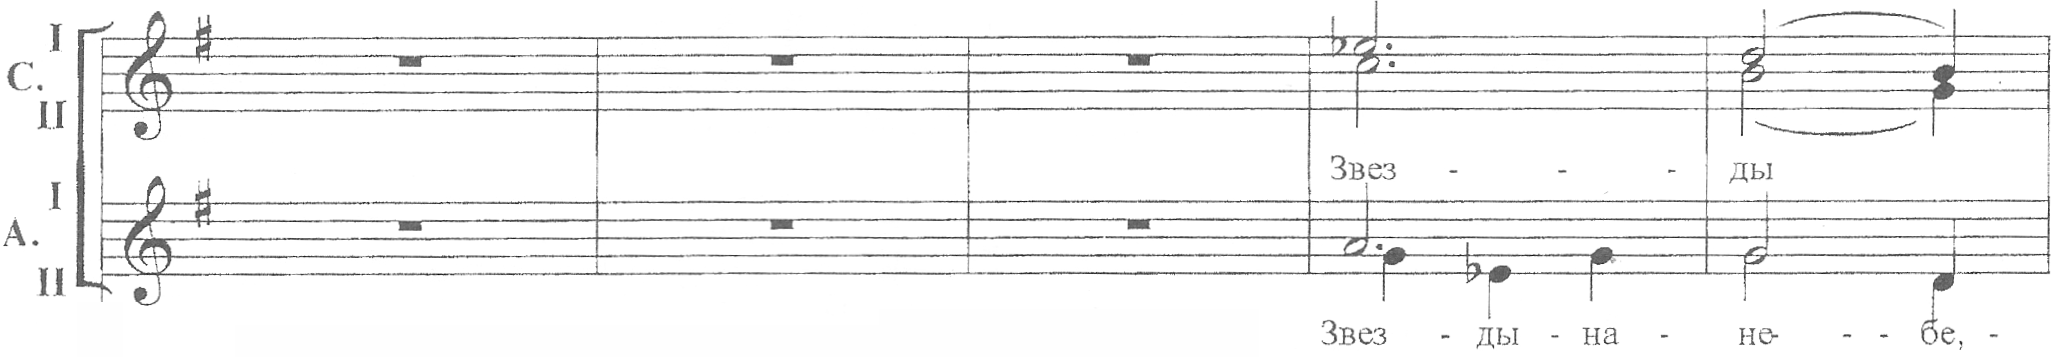 I
С.
II
Звез - - - ды
I
А.
II
Звез - ды - на - не - - - бе, -